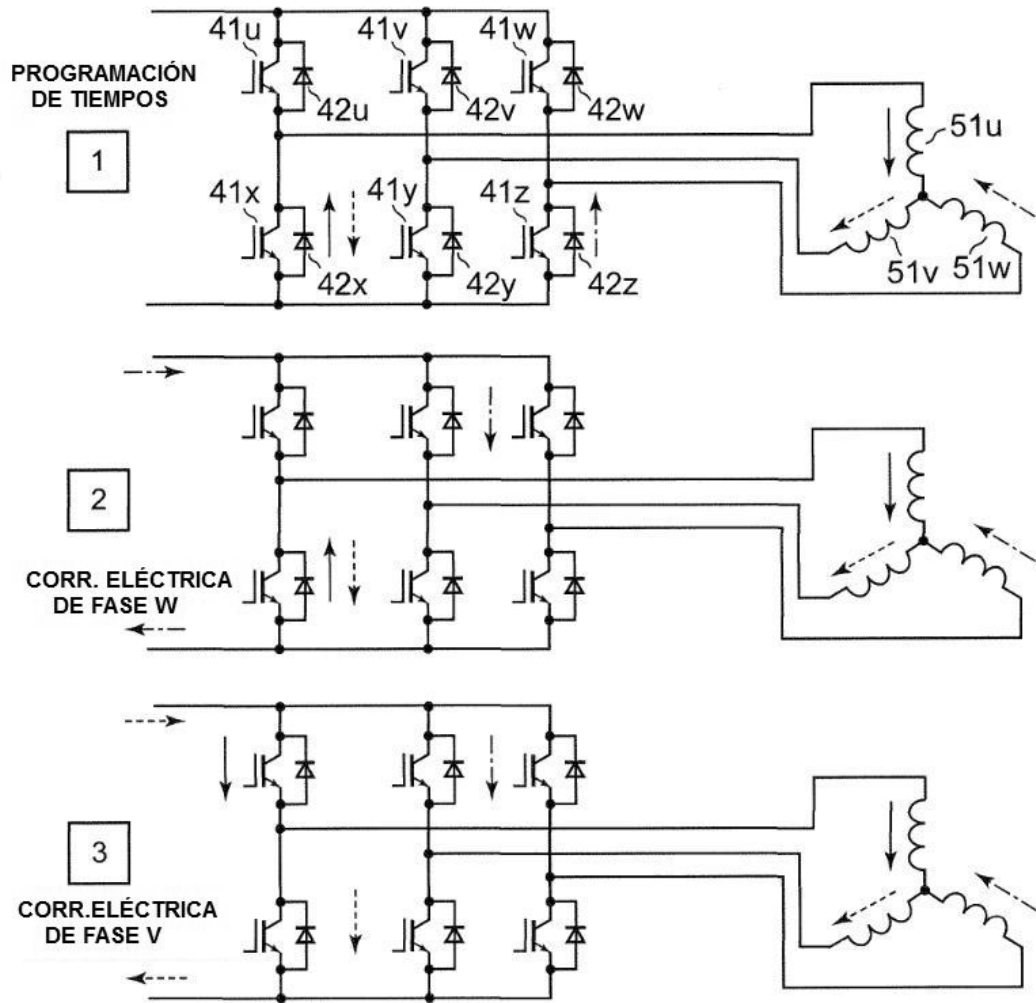 41u 41v 41w
PROGRAMACIÓN
DE TIEMPOS
42u 42v 42w
1
51u
41x 41y 41z
51v 51w
42x 42y 42z
2
CORR. ELÉCTRICA
DE FASE W
3
CORR.ELÉCTRICA
DE FASE V